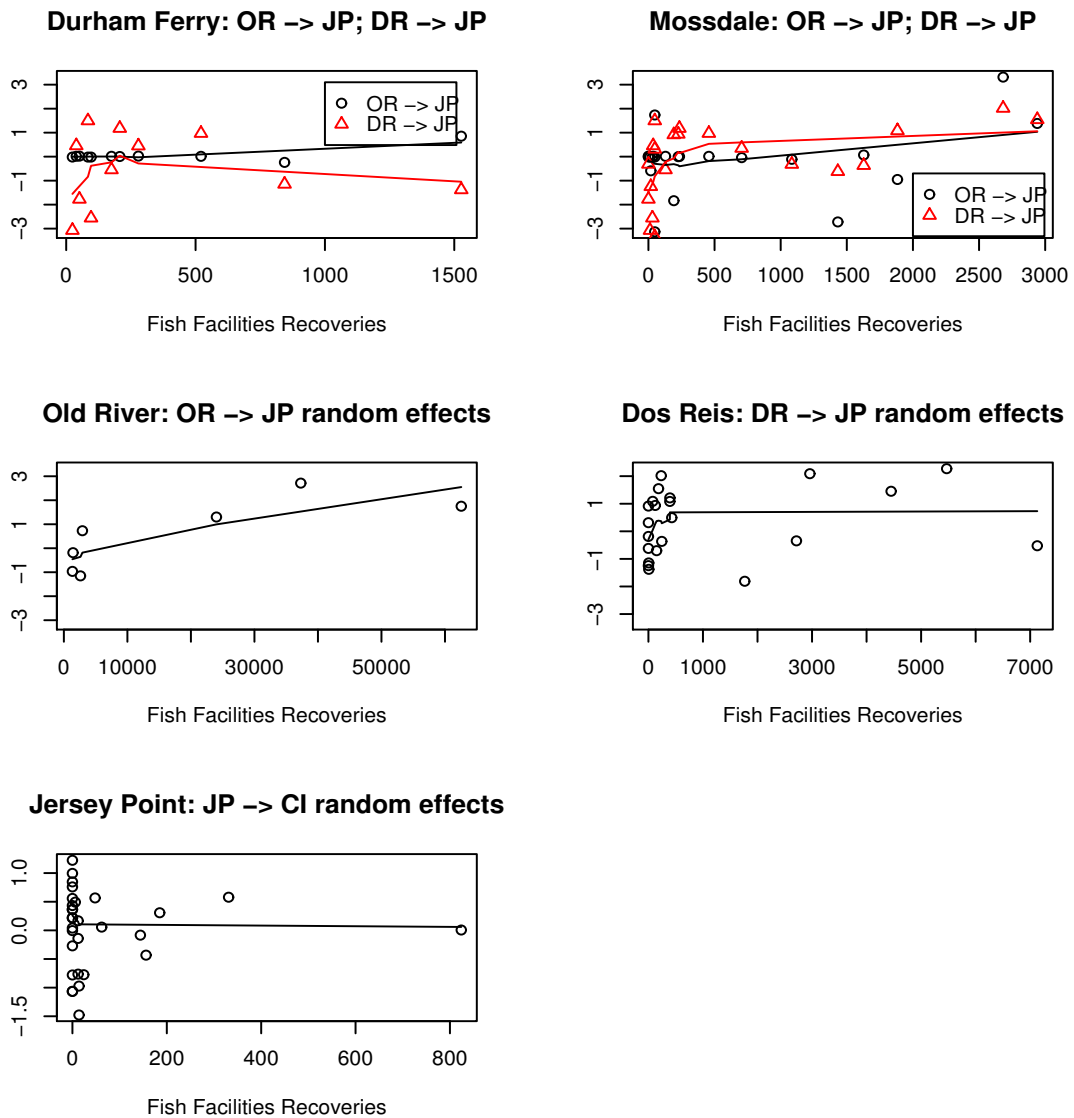 Durham Ferry: OR −> JP; DR −> JP
3
1
−1
−3
OR −> JP
DR −> JP
0 500 1000 1500
Fish Facilities Recoveries
Mossdale: OR −> JP; DR −> JP
3
1
−1
−3
OR −> JP
DR −> JP
0 500 1000 1500 2000 2500 3000
Fish Facilities Recoveries
Old River: OR −> JP random effects
3
1
−1
−3
0 10000 30000 50000
Fish Facilities Recoveries
Dos Reis: DR −> JP random effects
1
−1
−3
0 1000 3000 5000 7000
Fish Facilities Recoveries
Jersey Point: JP −> CI random effects
1.0
0.0
−1.5
0 200 400 600 800
Fish Facilities Recoveries